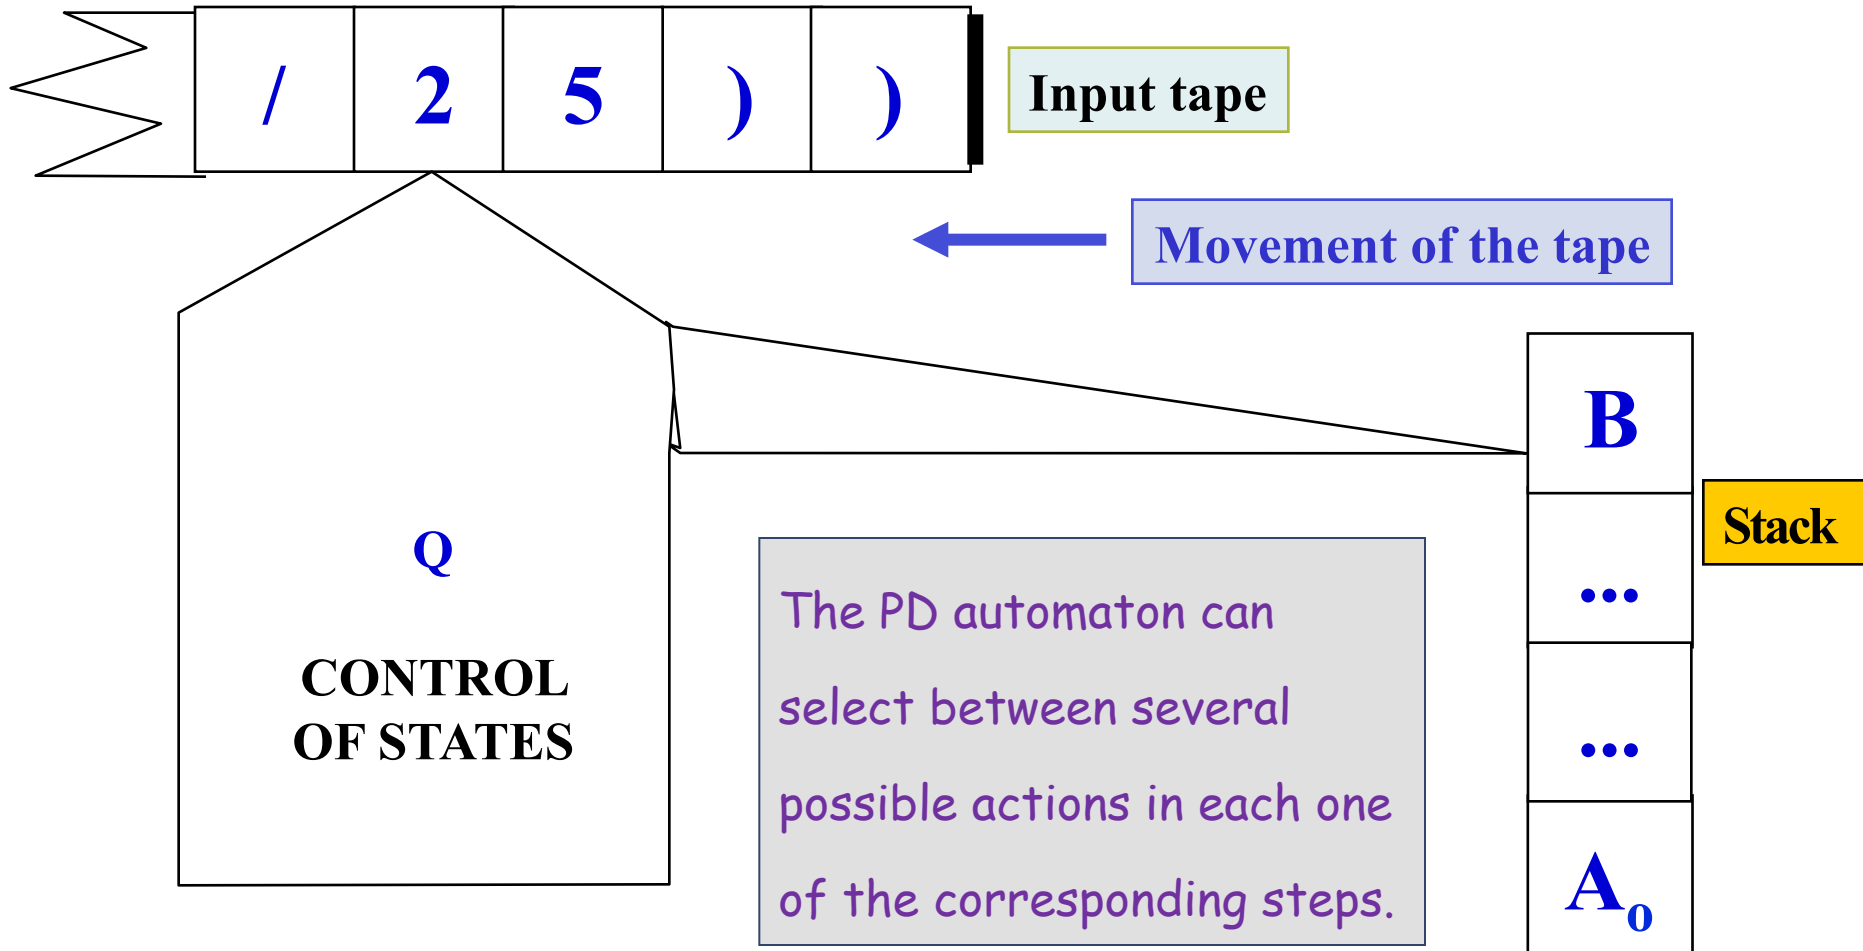 / 2 5 ) )
Input tape
Movement of the tape
B
Stack
...
...
A₀
Q
CONTROL
OF STATES
The PD automaton can
select between several
possible actions in each one
of the corresponding steps.